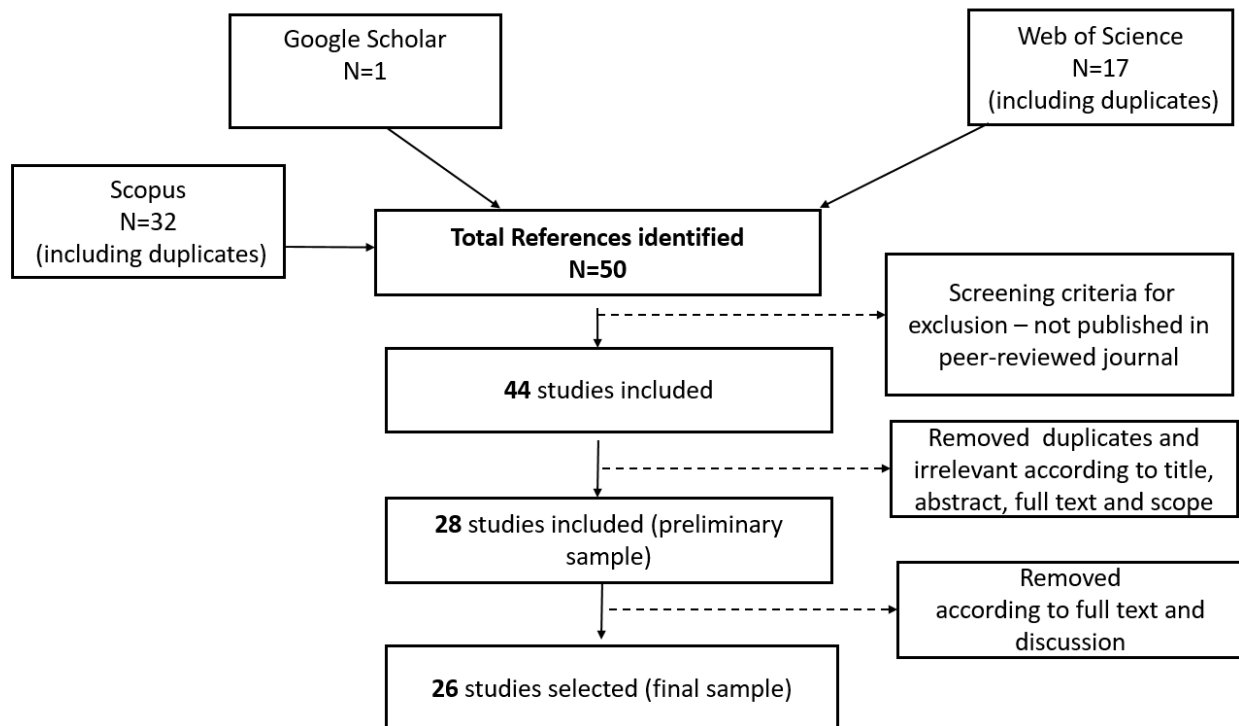 Google Scholar
N=1
Web of Science
N=17
(including duplicates)
Scopus
N=32
(including duplicates)
Total References identified
N=50
Screening criteria for
exclusion – not published in
peer-reviewed journal
44 studies included
Removed duplicates and
irrelevant according to title,
abstract, full text and scope
28 studies included (preliminary
sample)
Removed
according to full text and
discussion
26 studies selected (final sample)